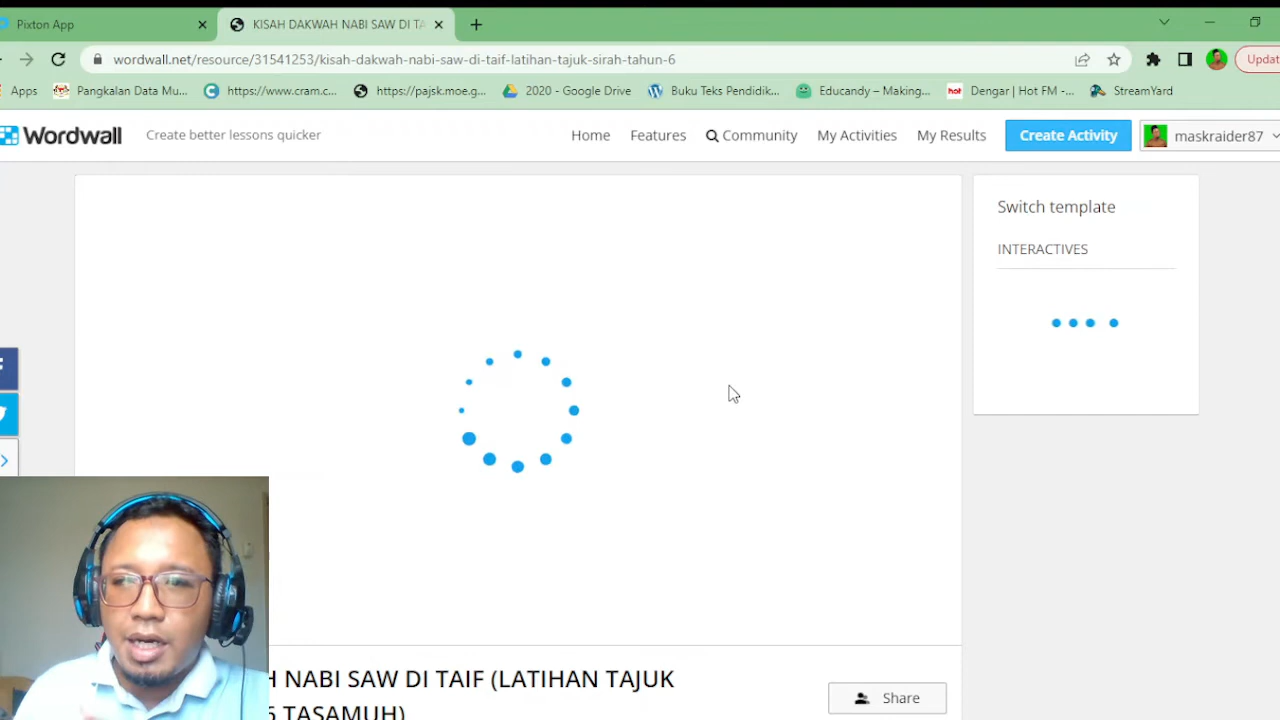 Pixton App
KISAH DAKWAH NABI SAW DI TA
wordwall.net/resource/31541253/kisah-dakwah-nabi-saw-di-taif-latihan-tajuk-sirah-tahun-6
Updat
Apps
Pangkalan Data Mu...
https://www.cram.c...
https://pajsk.moe.g...
2020 - Google Drive
Buku Teks Pendidik...
Educandy – Making...
hot
Dengar | Hot FM -...
StreamYard
Wordwall
Create better lessons quicker
Home
Features
Community
My Activities
My Results
Create Activity
maskraider87
Switch template
INTERACTIVES
H NABI SAW DI TAIF (LATIHAN TAJUK
6 TASAMUH)
Share